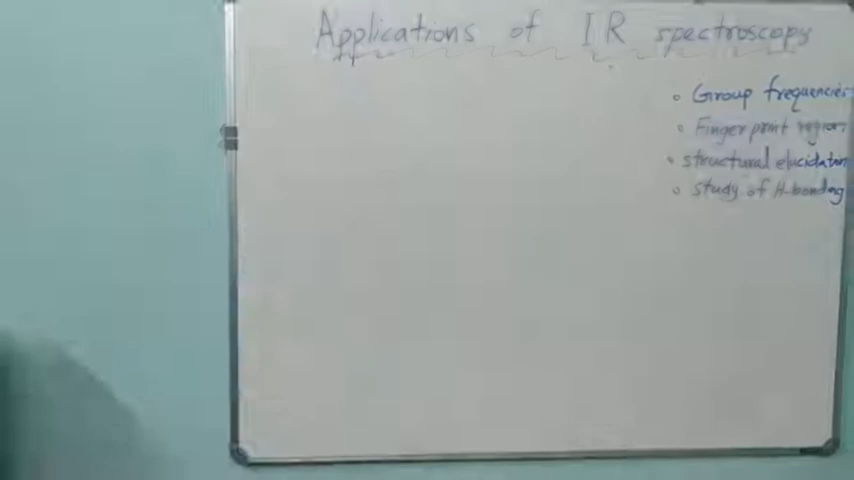 Applications of IR spectroscopy
Group frequencies
Finger print region
structural elucidation
study of H-bonding